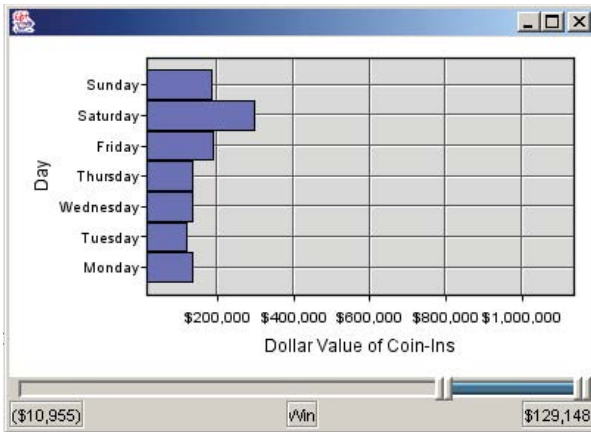 Sunday
Saturday
Friday
Thursday
Wednesday
Tuesday
Monday
Day
$200,000 $400,000 $600,000 $800,000 $1,000,000
Dollar Value of Coin-Ins
($10,955) Win $129,148